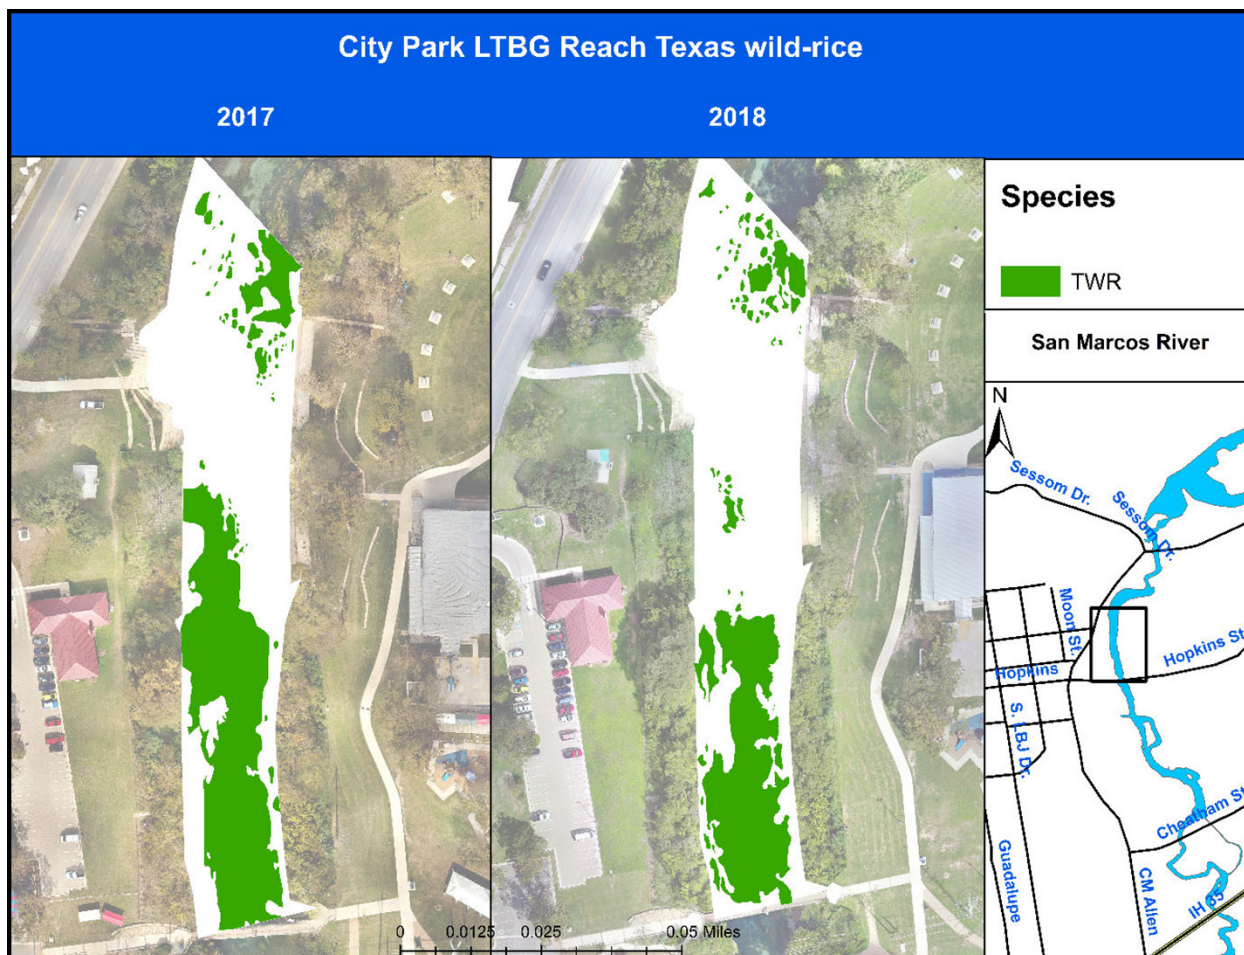 City Park LTBG Reach Texas wild-rice
2017
2018
Species
TWR
San Marcos River
N
Sessom Dr.
Sessom Dr.
Moon St.
Hopkins St
Hopkins
S. LBJ Dr.
Cheatham St
Guadalupe
CM Allen
IH 35
0 0.0125 0.025 0.05 Miles